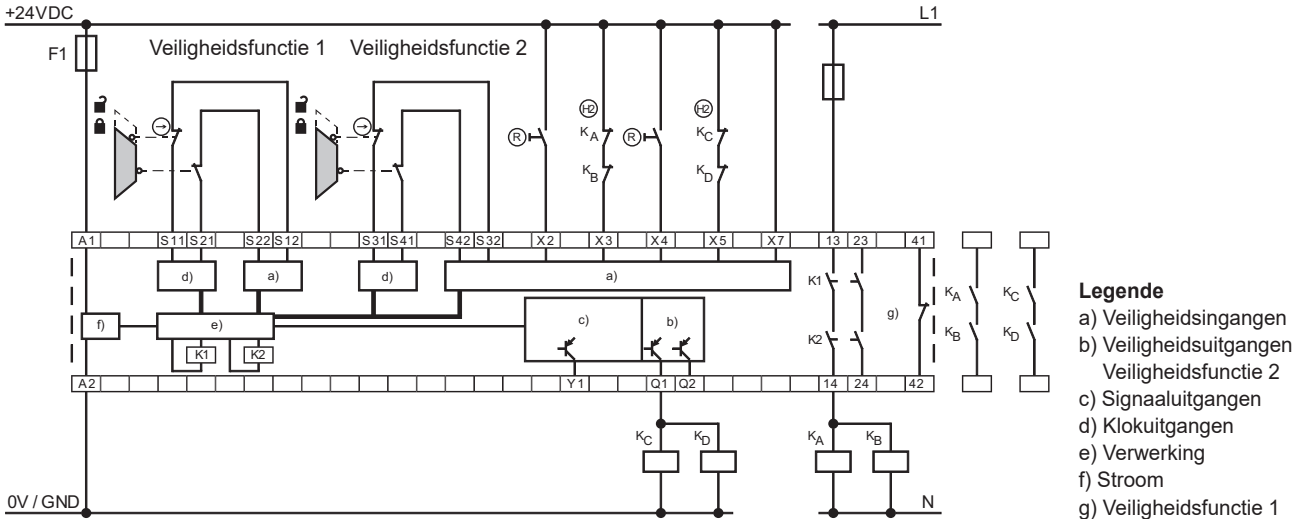 +24VDC
L1
F1
Veiligheidsfunctie 1
Veiligheidsfunctie 2
H2
H2
R
KA
R
KC
KB
KD
A1 S11 S21 S22 S12 S31 S41 S42 S32 X2 X3 X4 X5 X7 13 23 41
d)
a)
d)
a)
K1
g)
KA
KC
f)
e)
c)
b)
K2
KB
KD
K1
K2
A2 Y1 Q1 Q2 14 24 42
KC
KD
KA
KB
0V / GND
N
Legende
a) Veiligheidsingangen
b) Veiligheidsuitgangen
Veiligheidsfunctie 2
c) Signaaluitgangen
d) Klokuitgangen
e) Verwerking
f) Stroom
g) Veiligheidsfunctie 1